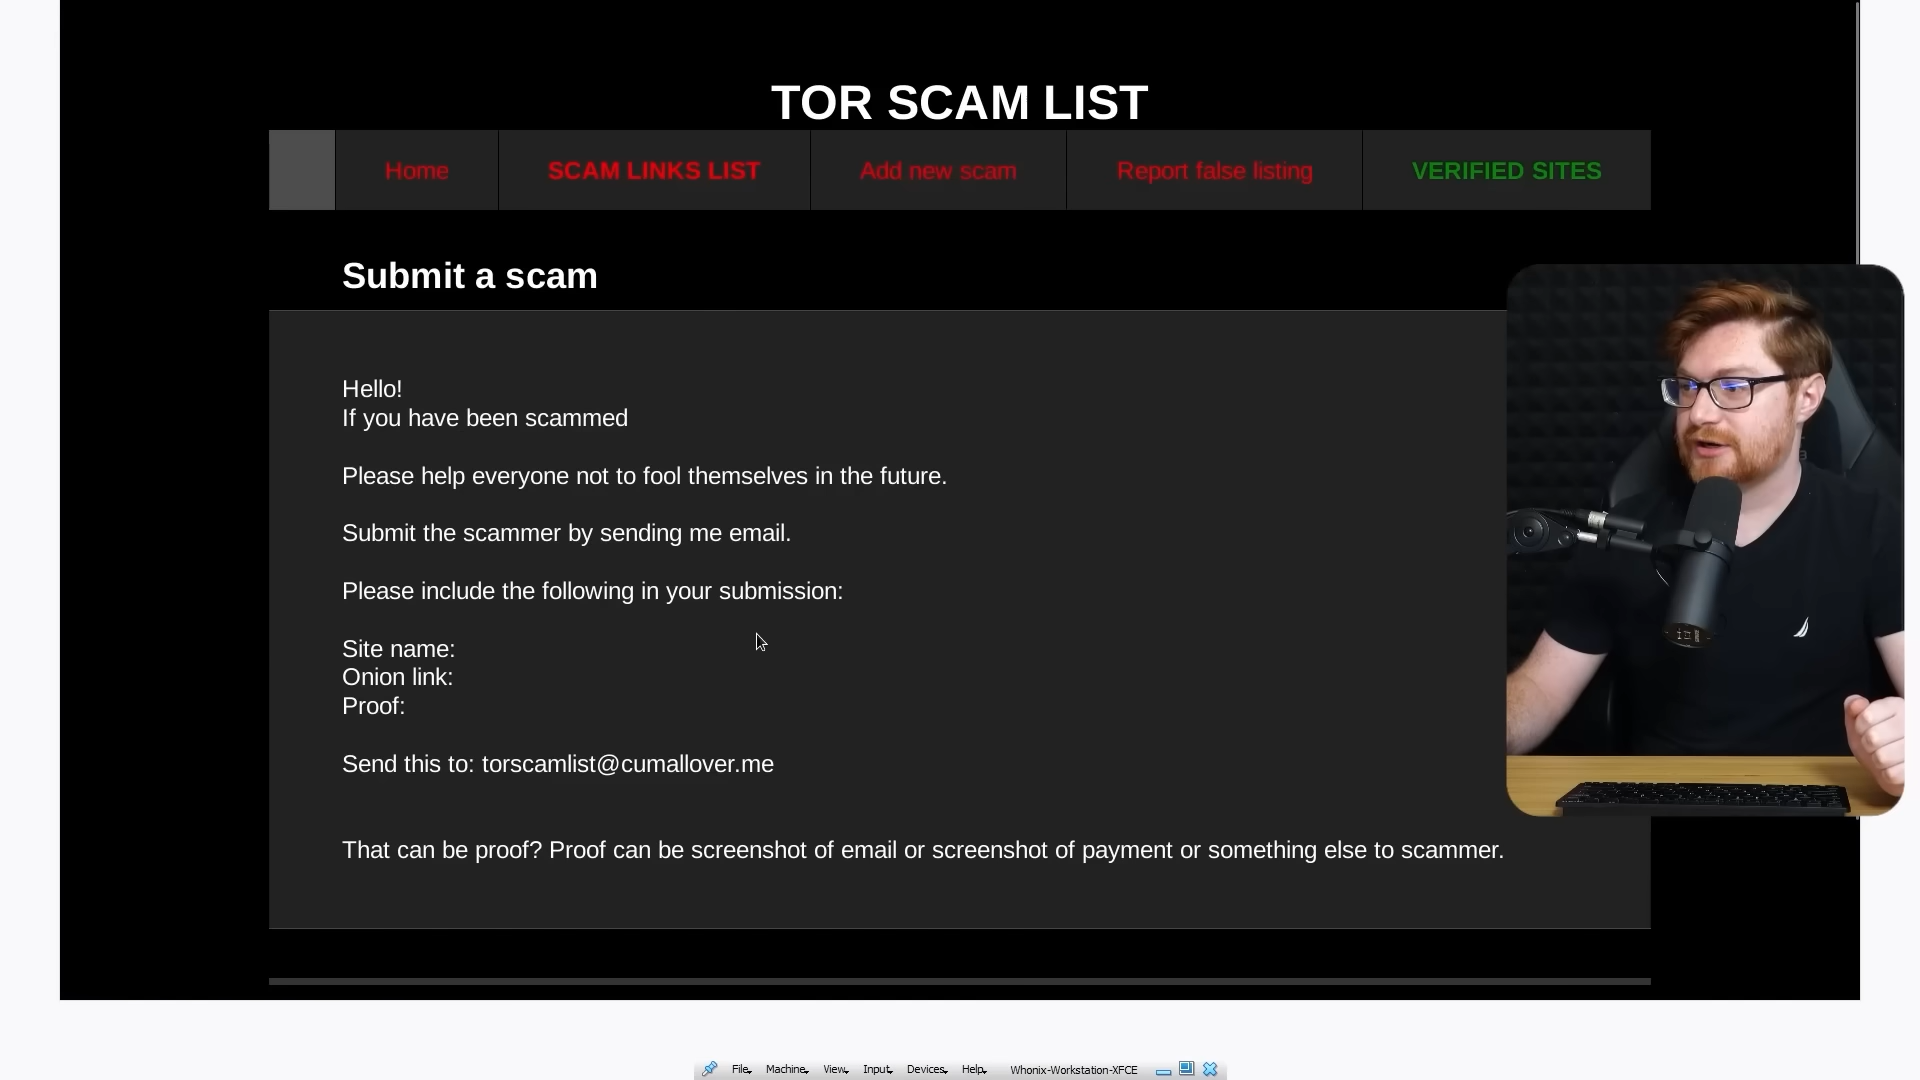 TOR SCAM LIST
Home
SCAM LINKS LIST
Add new scam
Report false listing
VERIFIED SITES
Submit a scam
Hello!
If you have been scammed
Please help everyone not to fool themselves in the future.
Submit the scammer by sending me email.
Please include the following in your submission:
Site name:
Onion link:
Proof:
Send this to: torscamlist@cumallover.me
That can be proof? Proof can be screenshot of email or screenshot of payment or something else to scammer.
File Machine View Input Devices Help Whonix-Workstation-XFCE